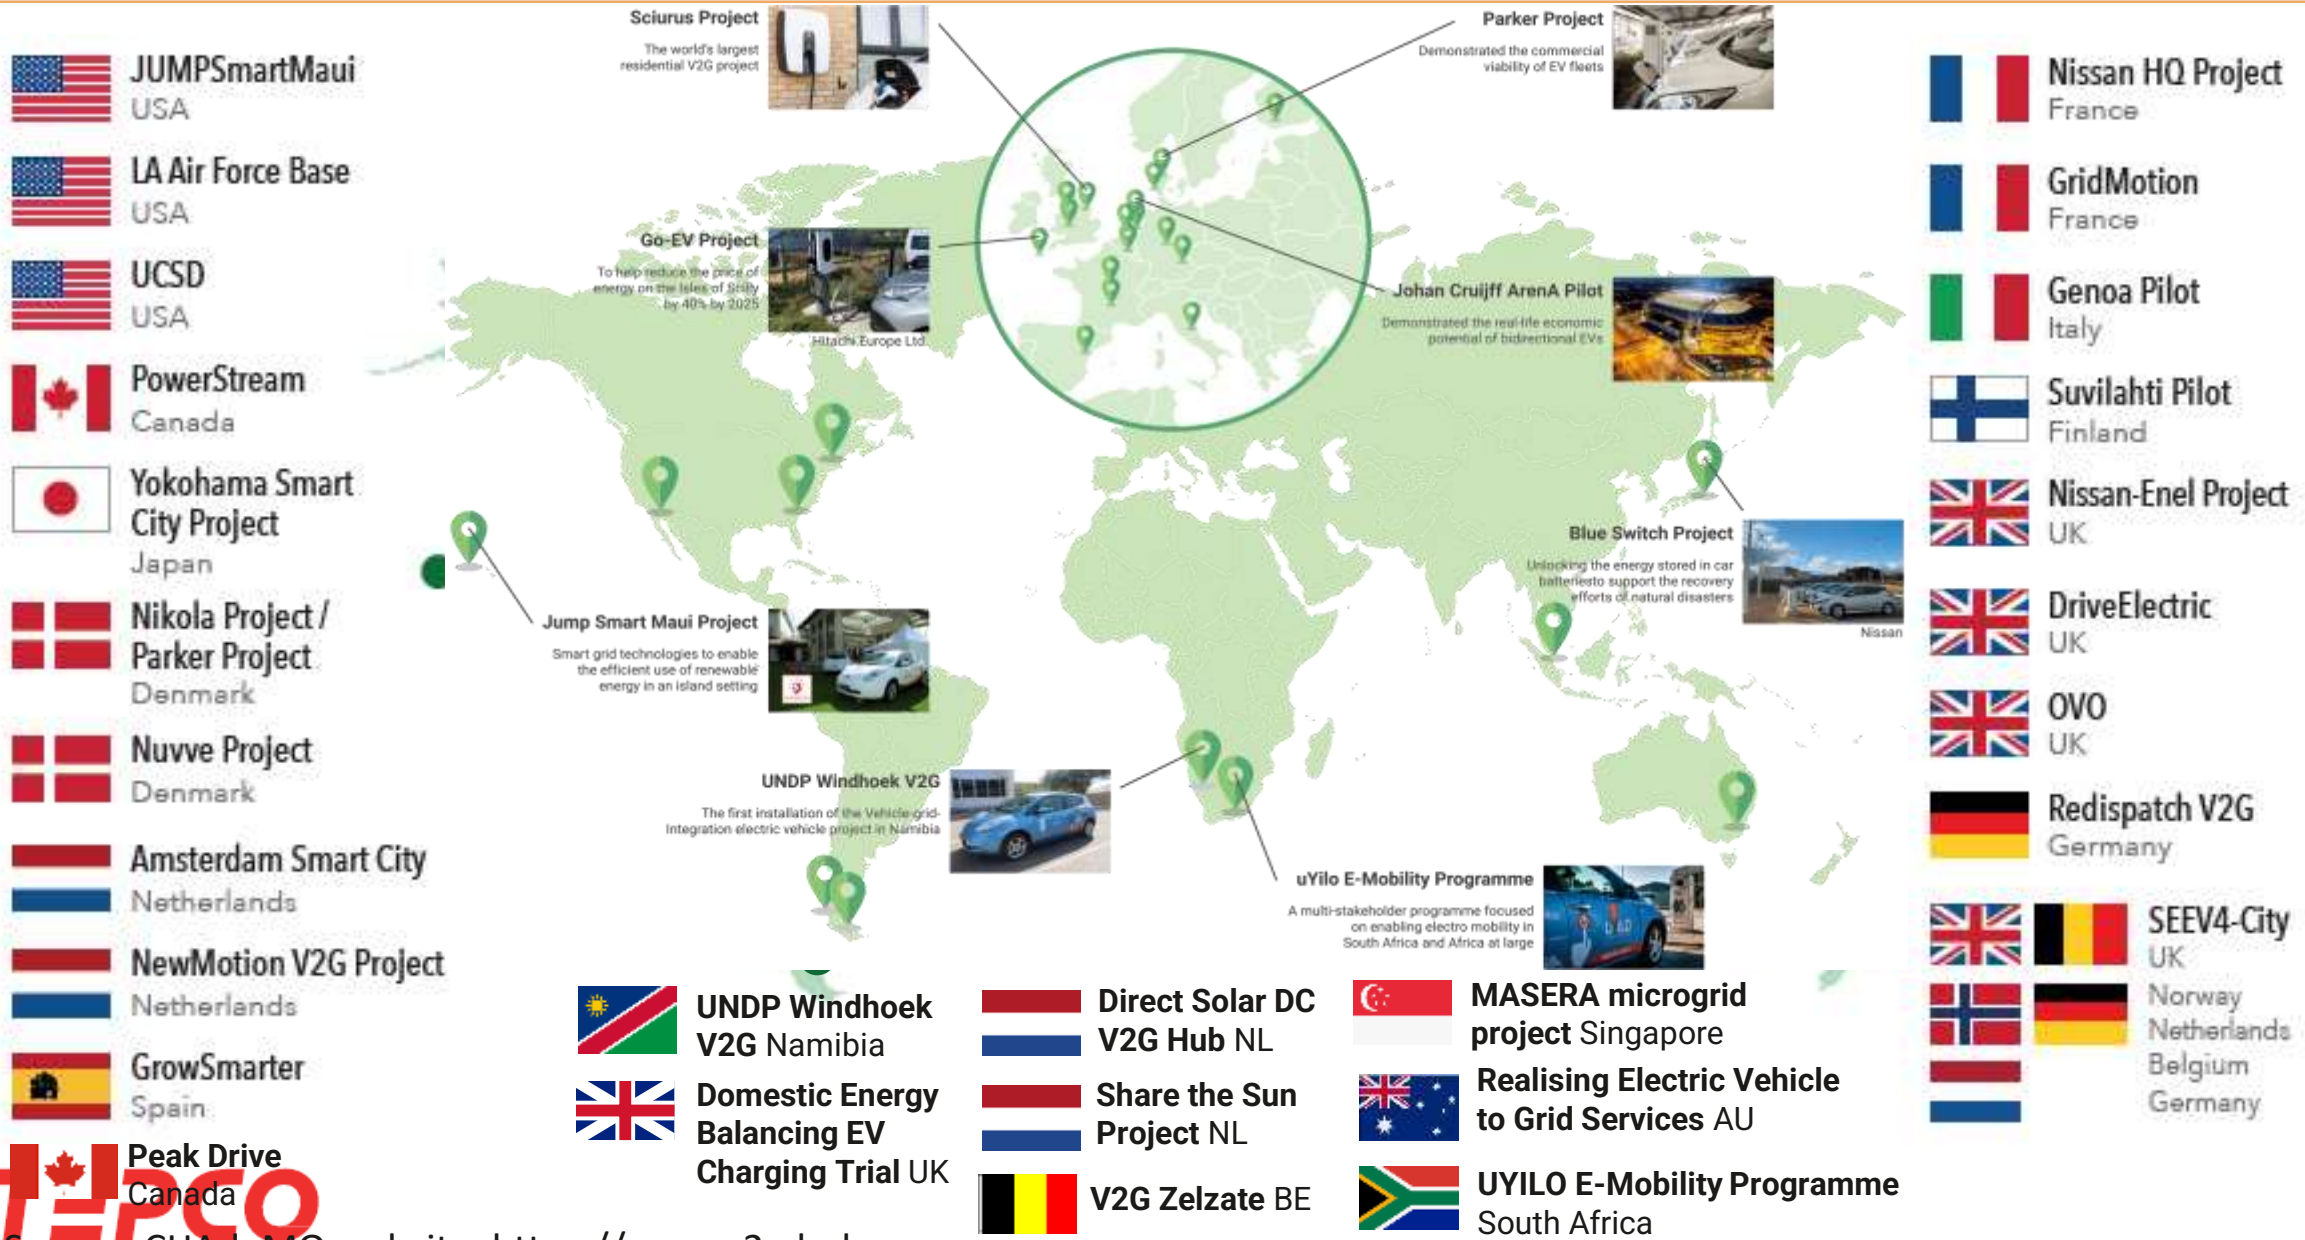 JUMPSmartMaui
USA
LA Air Force Base
USA
UCSD
USA
PowerStream
Canada
Yokohama Smart
City Project
Japan
Nikola Project /
Parker Project
Denmark
Nuvve Project
Denmark
Amsterdam Smart City
Netherlands
NewMotion V2G Project
Netherlands
GrowSmarter
Spain
Peak Drive
Canada
TEPCO
Sciurus Project
The world's largest
residential V2G project
Parker Project
Demonstrated the commercial
viability of EV fleets
Go-EV Project
To help reduce the price of
energy on the Isles of Scilly
by 40% by 2025
Hitachi Europe Ltd.
Johan Cruijff ArenA Pilot
Demonstrated the real-life economic
potential of bidirectional EVs
Blue Switch Project
Unlocking the energy stored in car
batteriesto support the recovery
efforts of natural disasters
Nissan
Jump Smart Maui Project
Smart grid technologies to enable
the efficient use of renewable
energy in an island setting
UNDP Windhoek V2G
The first installation of the Vehicle-grid-
Integration electric vehicle project in Namibia
uYilo E-Mobility Programme
A multi-stakeholder programme focused
on enabling electro mobility in
South Africa and Africa at large
UNDP Windhoek
V2G Namibia
Domestic Energy
Balancing EV
Charging Trial UK
Direct Solar DC
V2G Hub NL
Share the Sun
Project NL
V2G Zelzate BE
MASERA microgrid
project Singapore
Realising Electric Vehicle
to Grid Services AU
UYILO E-Mobility Programme
South Africa
Nissan HQ Project
France
GridMotion
France
Genoa Pilot
Italy
Suvilahti Pilot
Finland
Nissan-Enel Project
UK
DriveElectric
UK
OVO
UK
Redispatch V2G
Germany
SEEV4-City
UK
Norway
Netherlands
Belgium
Germany